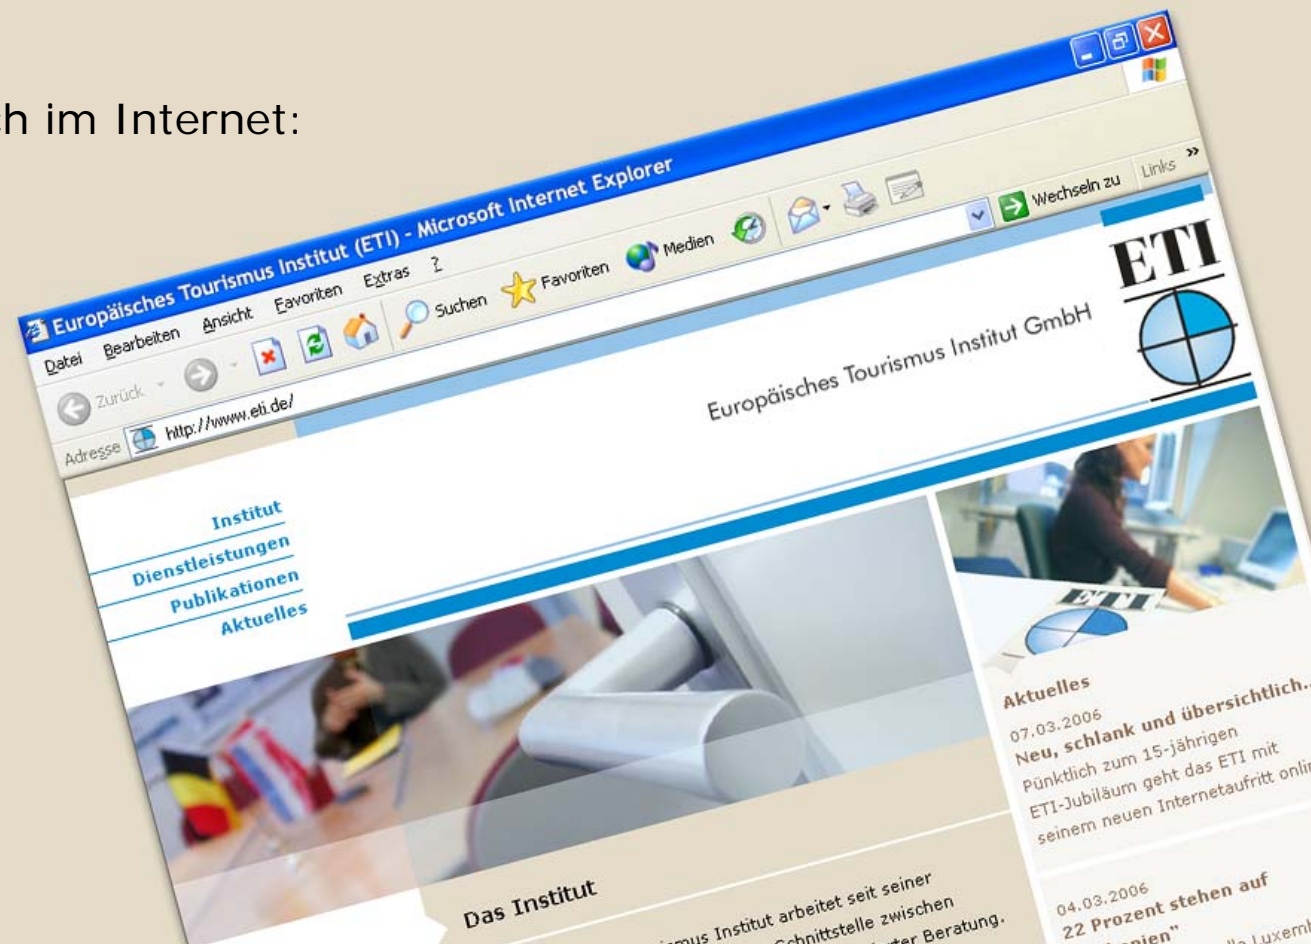 im Internet:
Europäisches Tourismus Institut (ETI) - Microsoft Internet Explorer
Datei Bearbeiten Ansicht Favoriten Extras ?
Zurück Suchen Favoriten Medien
Adresse http://www.eti.de/ Wechseln zu Links »
ETI
Europäisches Tourismus Institut GmbH
Institut
Dienstleistungen
Publikationen
Aktuelles
ETI
Das Institut
Institut arbeitet seit seiner
Schnittstelle zwischen
Beratung.
Aktuelles
07.03.2006
Neu, schlank und übersichtlich...
Pünktlich zum 15-jährigen
ETI-Jubiläum geht das ETI mit
seinem neuen Internetaufritt
04.03.2006
22 Prozent stehen auf